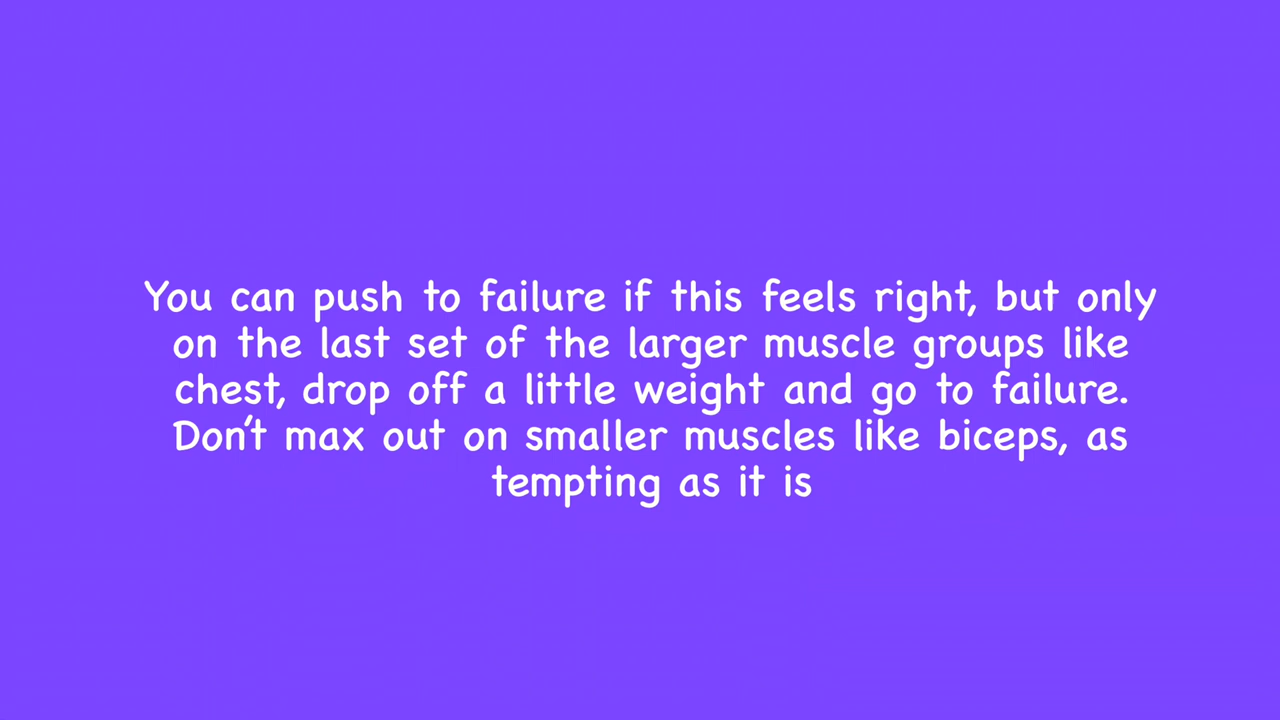 You can push to failure if this feels right, but only
on the last set of the larger muscle groups like
chest, drop off a little weight and go to failure.
Don't max out on smaller muscles like biceps, as
tempting as it is